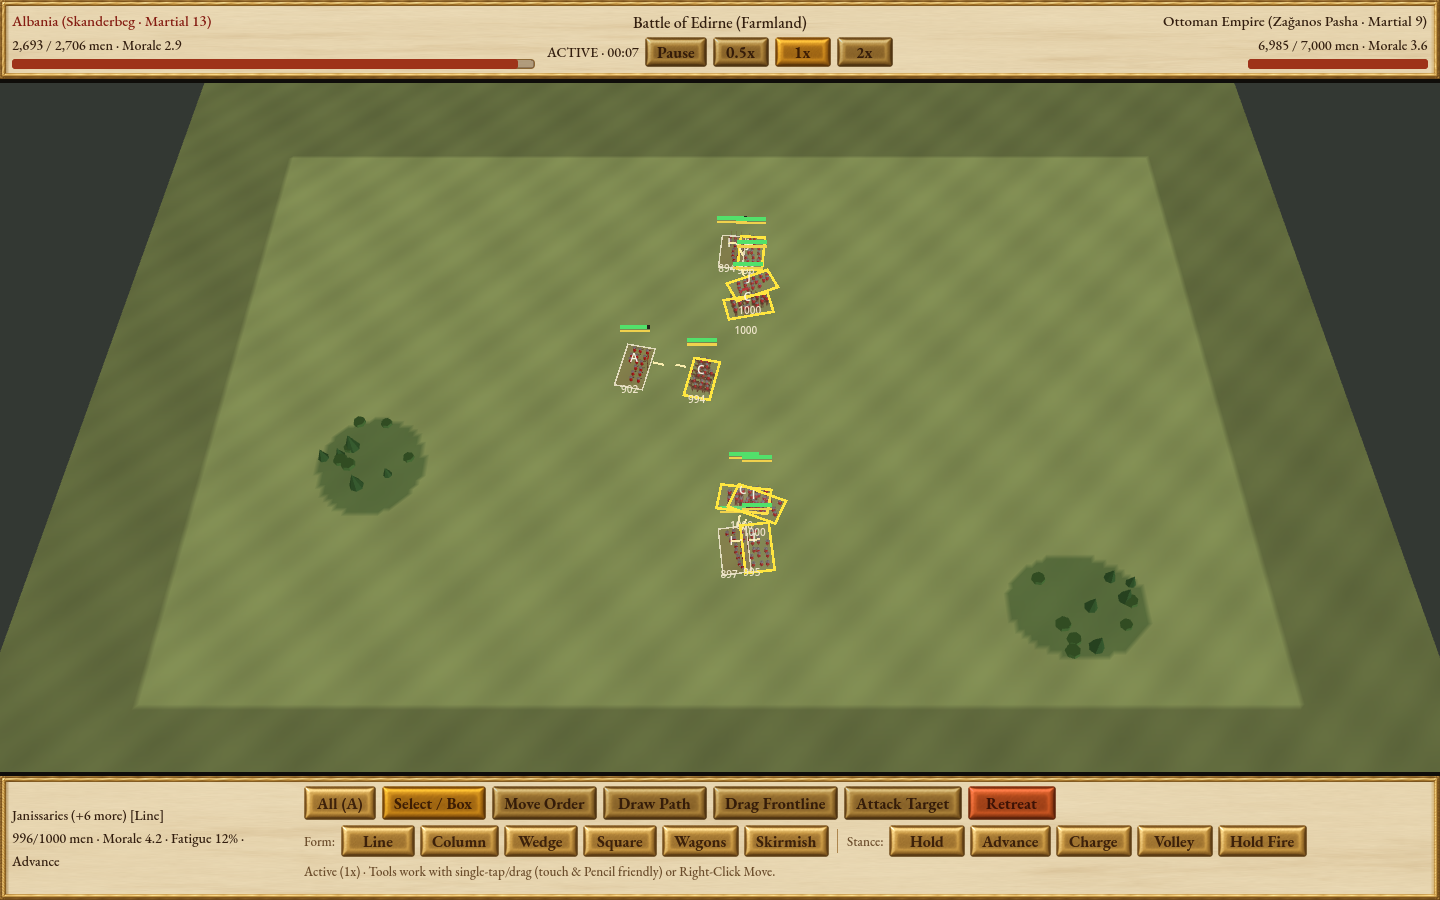 Albania (Skanderbeg · Martial 13)
2,693 / 2,706 men · Morale 2.9
Battle of Edirne (Farmland)
ACTIVE · 00:07
Pause
0.5x
1x
2x
Ottoman Empire (Zağanos Pasha · Martial 9)
6,985 / 7,000 men · Morale 3.6
894
1000
1000
A
902
C
994
1000
897
995
Janissaries (+6 more) [Line]
996/1000 men · Morale 4.2 · Fatigue 12% ·
Advance
All (A)
Select / Box
Move Order
Draw Path
Drag Frontline
Attack Target
Retreat
Form:
Line
Column
Wedge
Square
Wagons
Skirmish
Stance:
Hold
Advance
Charge
Volley
Hold Fire
Active (1x) · Tools work with single-tap/drag (touch & Pencil friendly) or Right-Click Move.